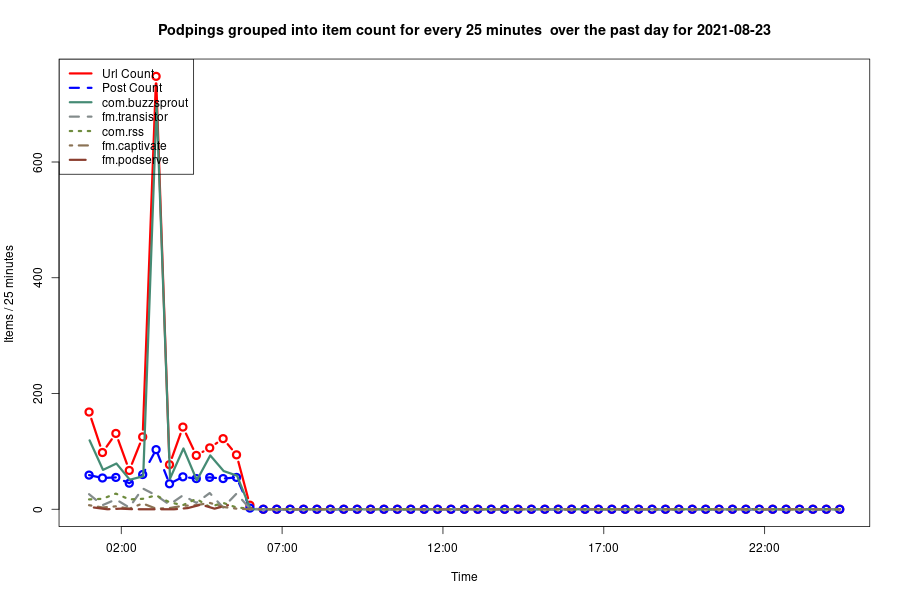 Podpings grouped into item count for every 25 minutes  over the past day for 2021-08-23
Url Count
Post Count
com.buzzsprout
fm.transistor
com.rss
fm.captivate
fm.podserve
Items / 25 minutes
600
400
200
0
02:00 07:00 12:00 17:00 22:00
Time